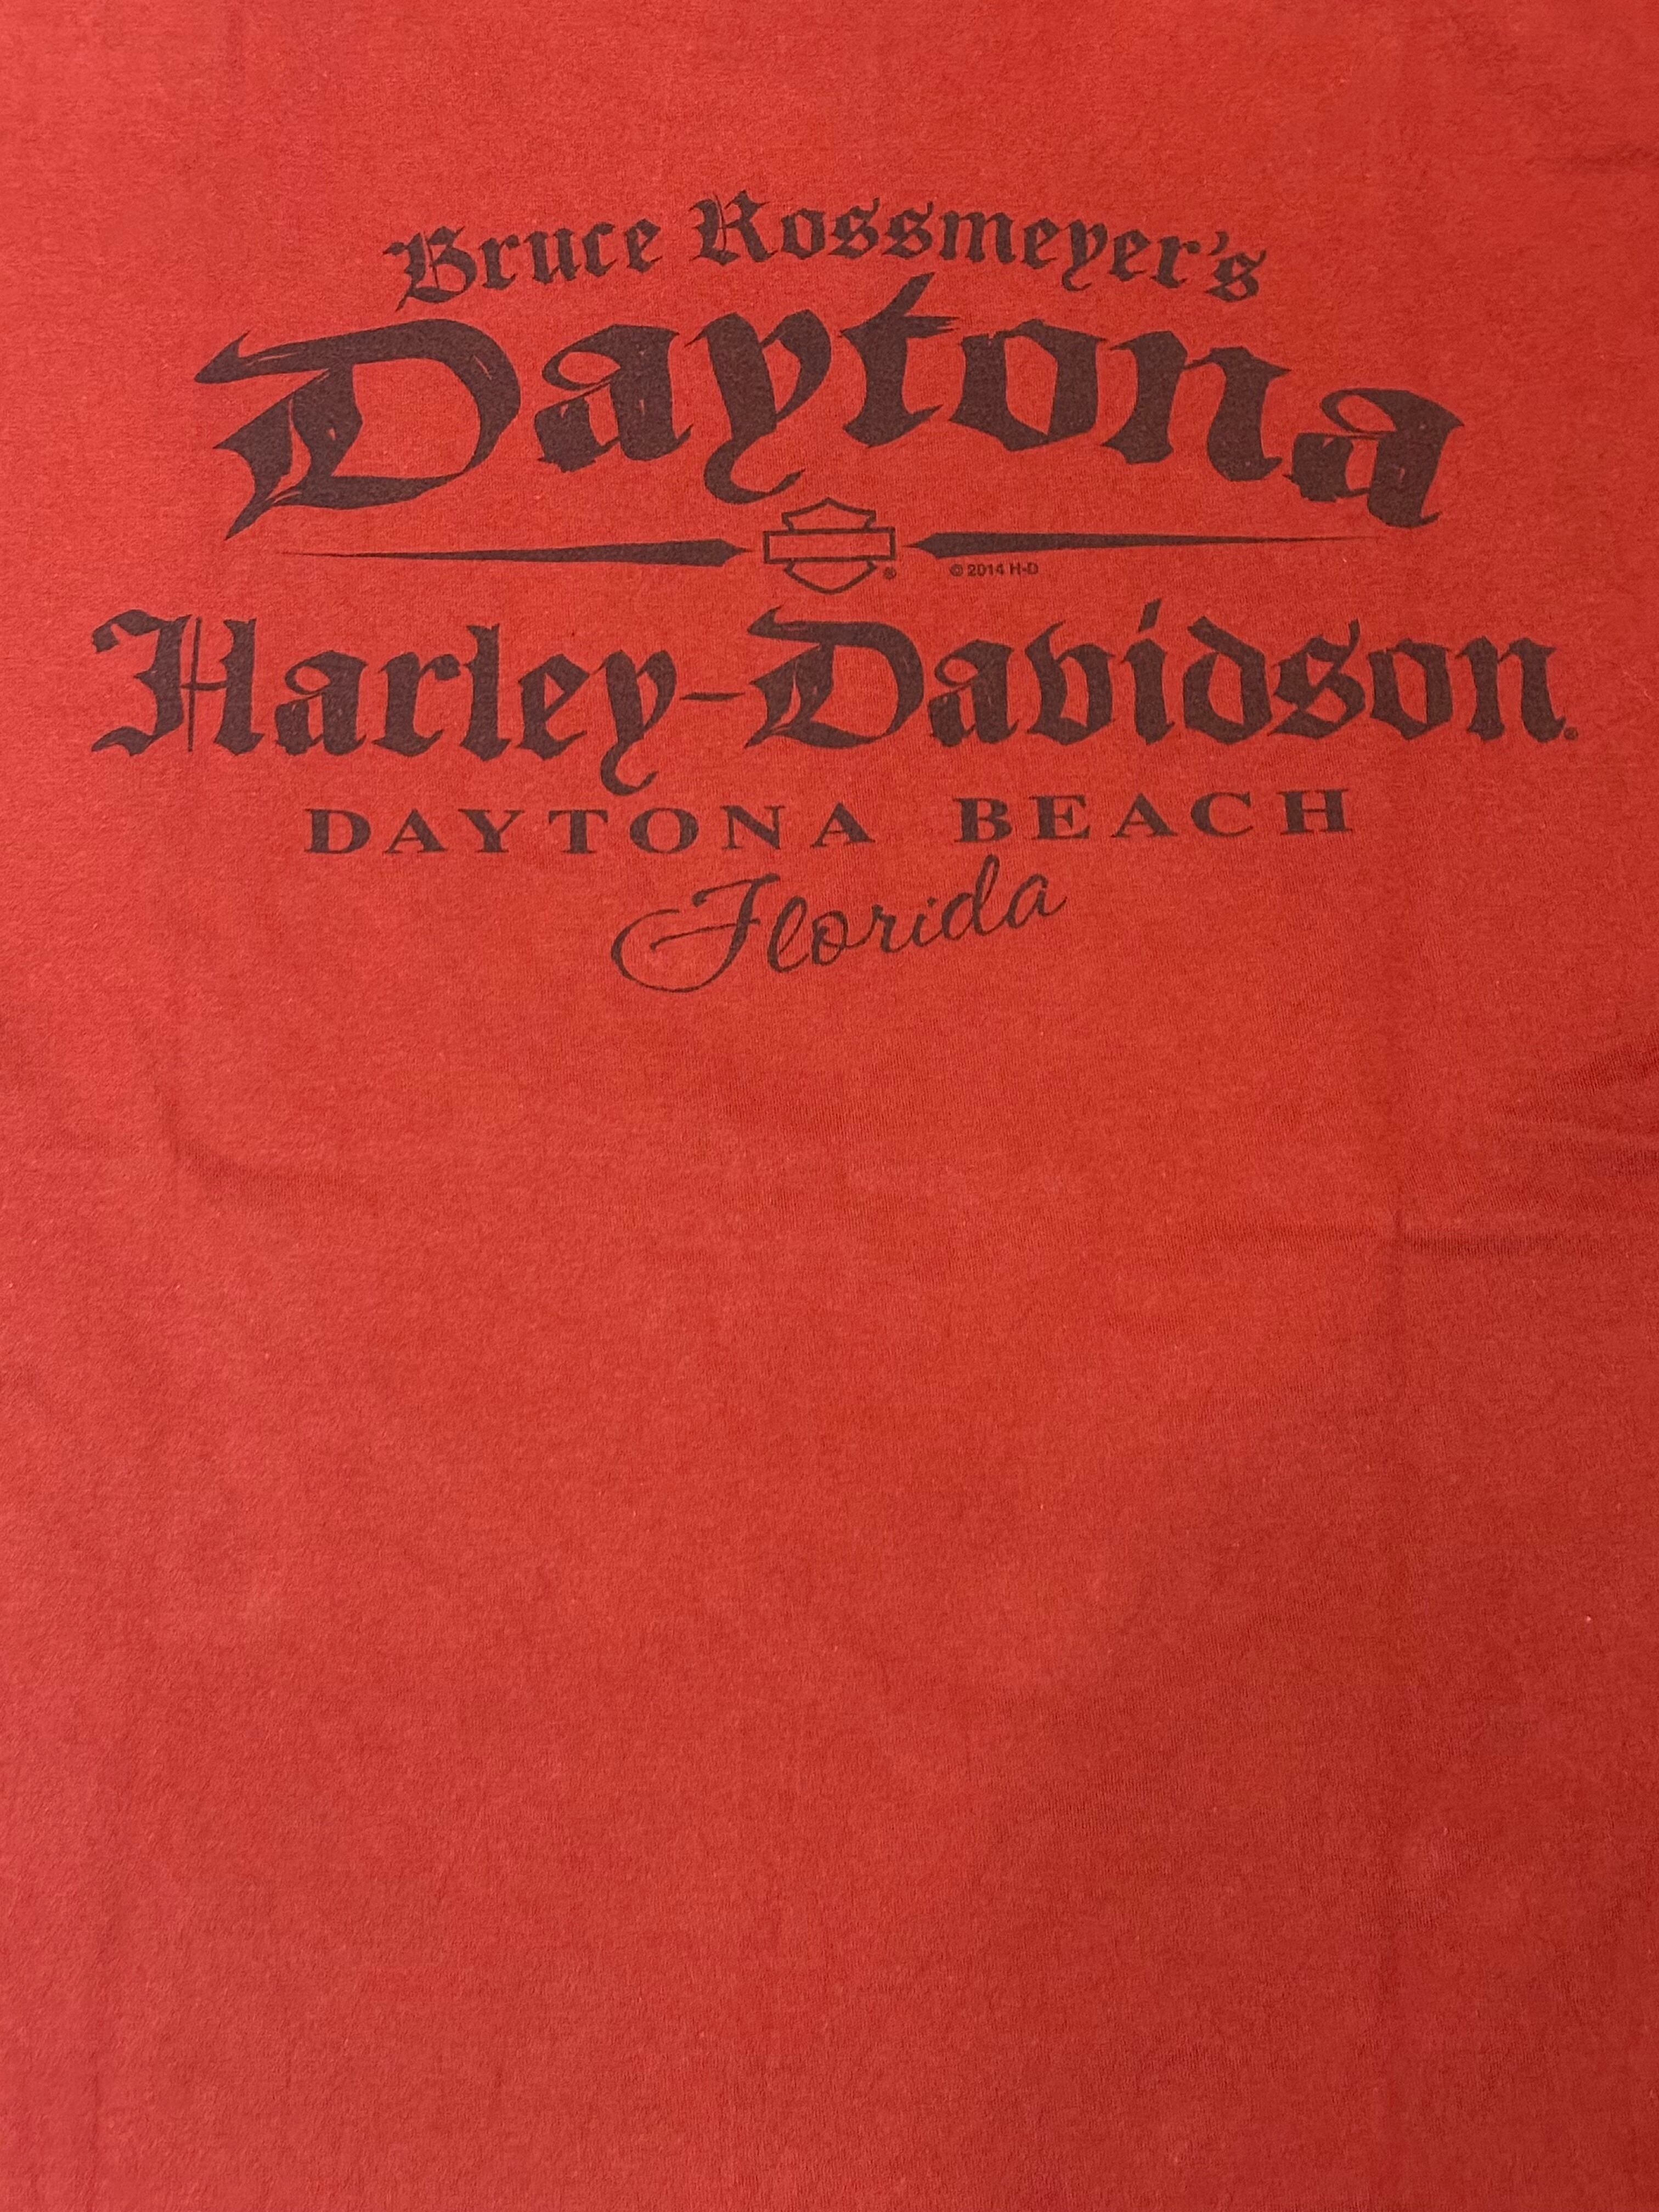 Bruce Rossmeyer's
Daytona
® © 2014 H-D
Harley-Davidson®
DAYTONA BEACH
Florida